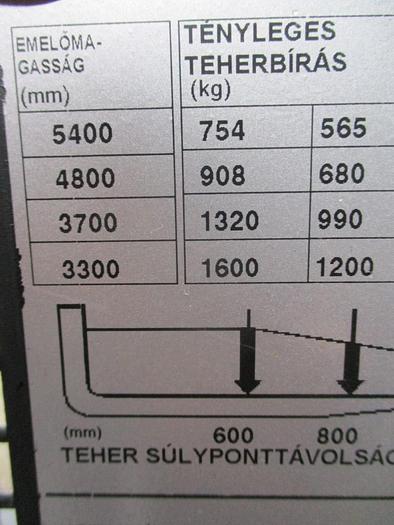 EMELŐMA-
GASSÁG
(mm)
TÉNYLEGES
TEHERBÍRÁS
(kg)
5400 754 565
4800 908 680
3700 1320 990
3300 1600 1200
(mm) 600 800
TEHER SÚLYPONTTÁVOLSÁG